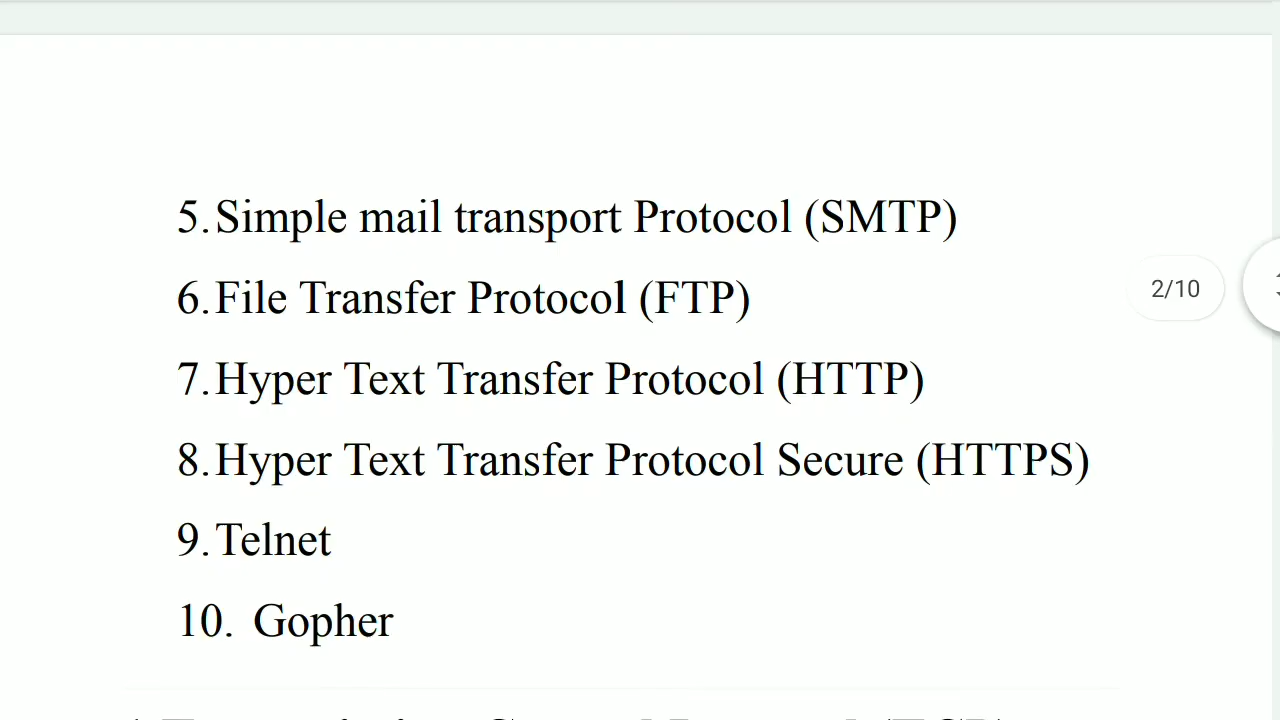 5. Simple mail transport Protocol (SMTP)
6. File Transfer Protocol (FTP)
2/10
7. Hyper Text Transfer Protocol (HTTP)
8. Hyper Text Transfer Protocol Secure (HTTPS)
9. Telnet
10. Gopher